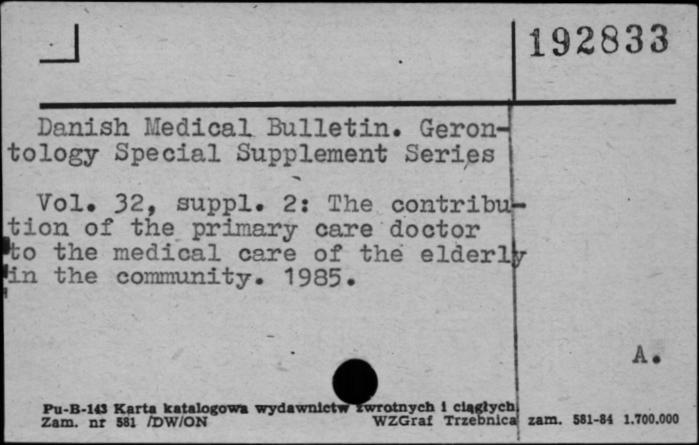 192833
Danish Medical Bulletin. Geron-
tology Special Supplement Series
Vol. 32, suppl. 2: The contribu-
tion of the primary care doctor
to the medical care of the elderly
in the community. 1985.
A.
Pu-B-143 Karta katalogowa wydawnictw zwrotnych i ciągłych
Zam. nr 581 /DW/ON WZGraf Trzebnica zam. 581-84 1.700.000